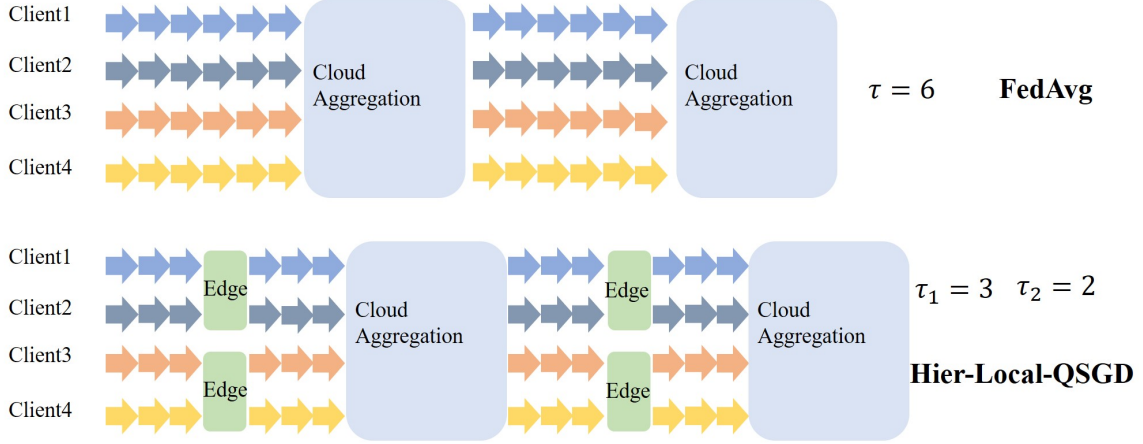 Client1
Client2
Client3
Client4
Cloud
Aggregation
Cloud
Aggregation
τ = 6
FedAvg
Client1
Client2
Client3
Client4
Edge
Edge
Cloud
Aggregation
Edge
Edge
Cloud
Aggregation
τ₁ = 3 τ₂ = 2
Hier-Local-QSGD